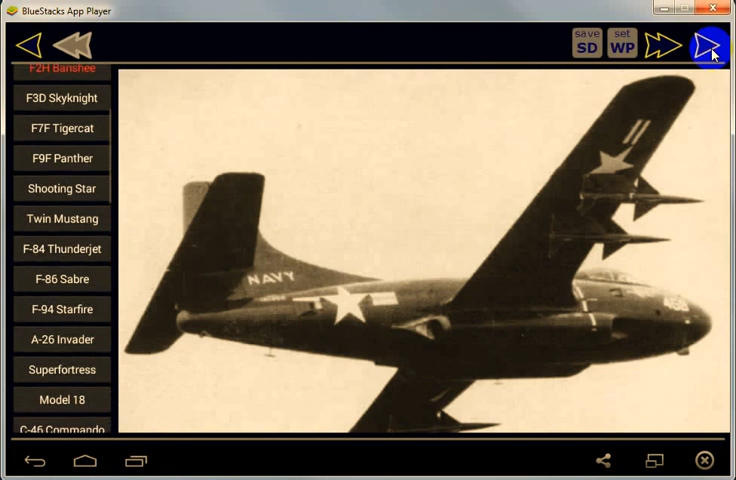 BlueStacks App Player
save
SD
set
WP
F2H Banshee
F3D Skyknight
F7F Tigercat
F9F Panther
Shooting Star
Twin Mustang
F-84 Thunderjet
F-86 Sabre
F-94 Starfire
A-26 Invader
Superfortress
Model 18
C-46 Commando
NAVY